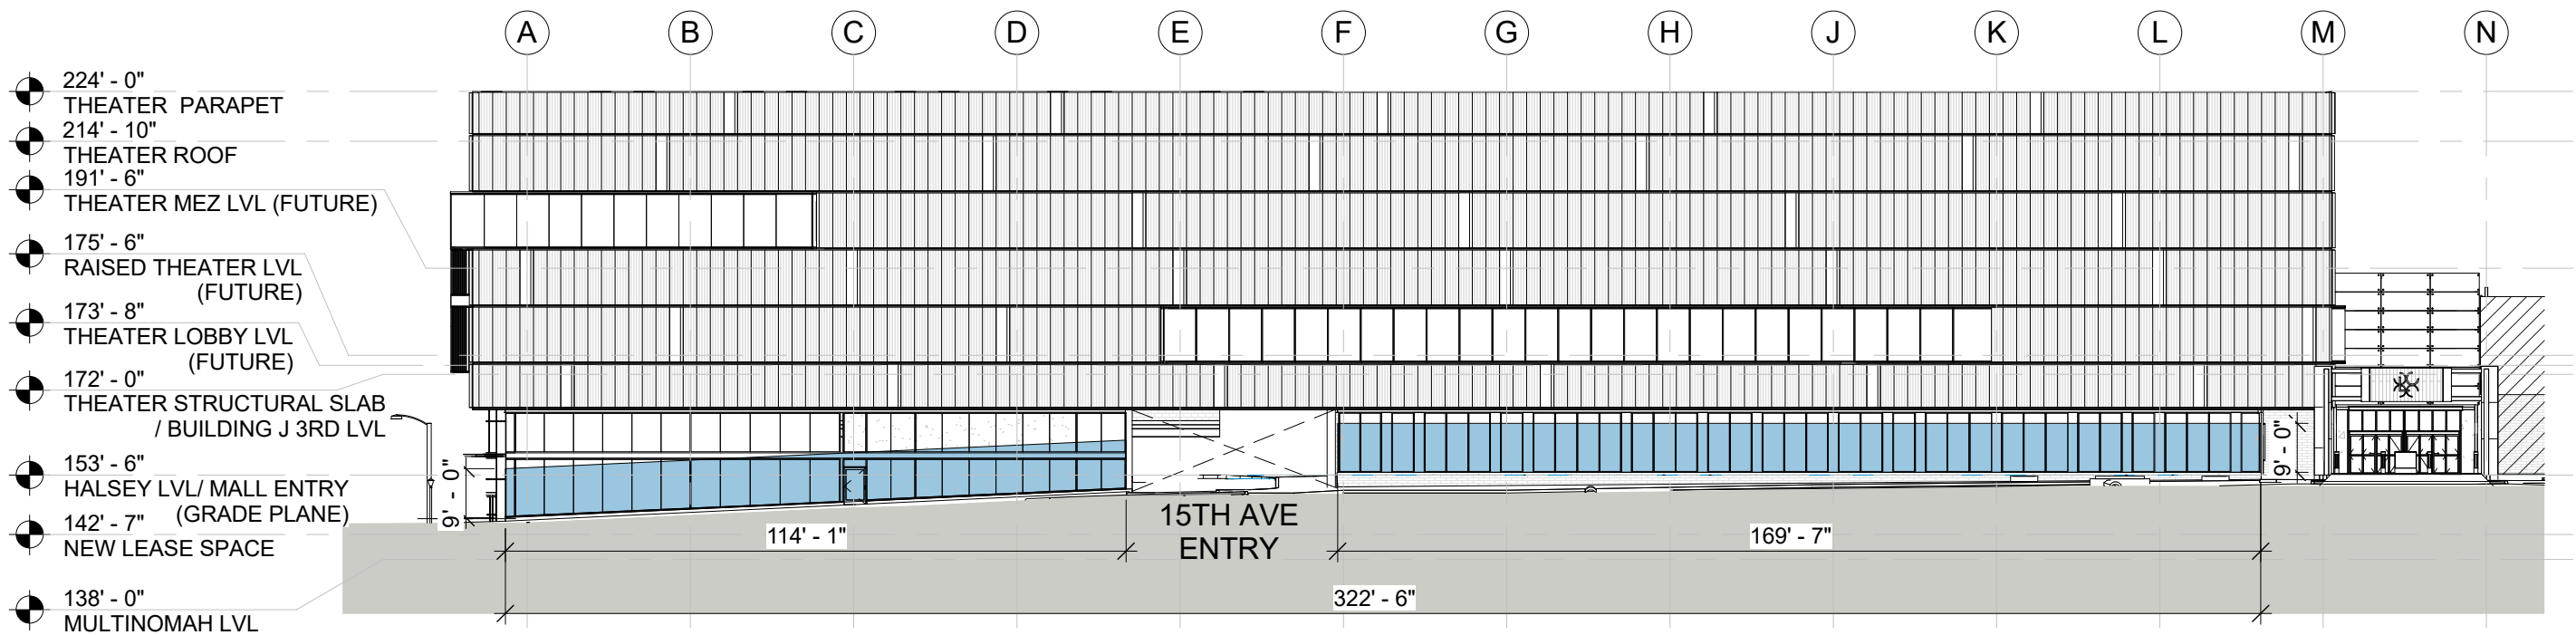 A B C D E F G H J K L M N
224' - 0"
THEATER PARAPET
214' - 10"
THEATER ROOF
191' - 6"
THEATER MEZ LVL (FUTURE)
175' - 6"
RAISED THEATER LVL
(FUTURE)
173' - 8"
THEATER LOBBY LVL
(FUTURE)
172' - 0"
THEATER STRUCTURAL SLAB
/ BUILDING J 3RD LVL
153' - 6"
HALSEY LVL/ MALL ENTRY
(GRADE PLANE)
142' - 7"
NEW LEASE SPACE
138' - 0"
MULTINOMAH LVL
9' - 0"
114' - 1"
15TH AVE
ENTRY
169' - 7"
9' - 0"
322' - 6"